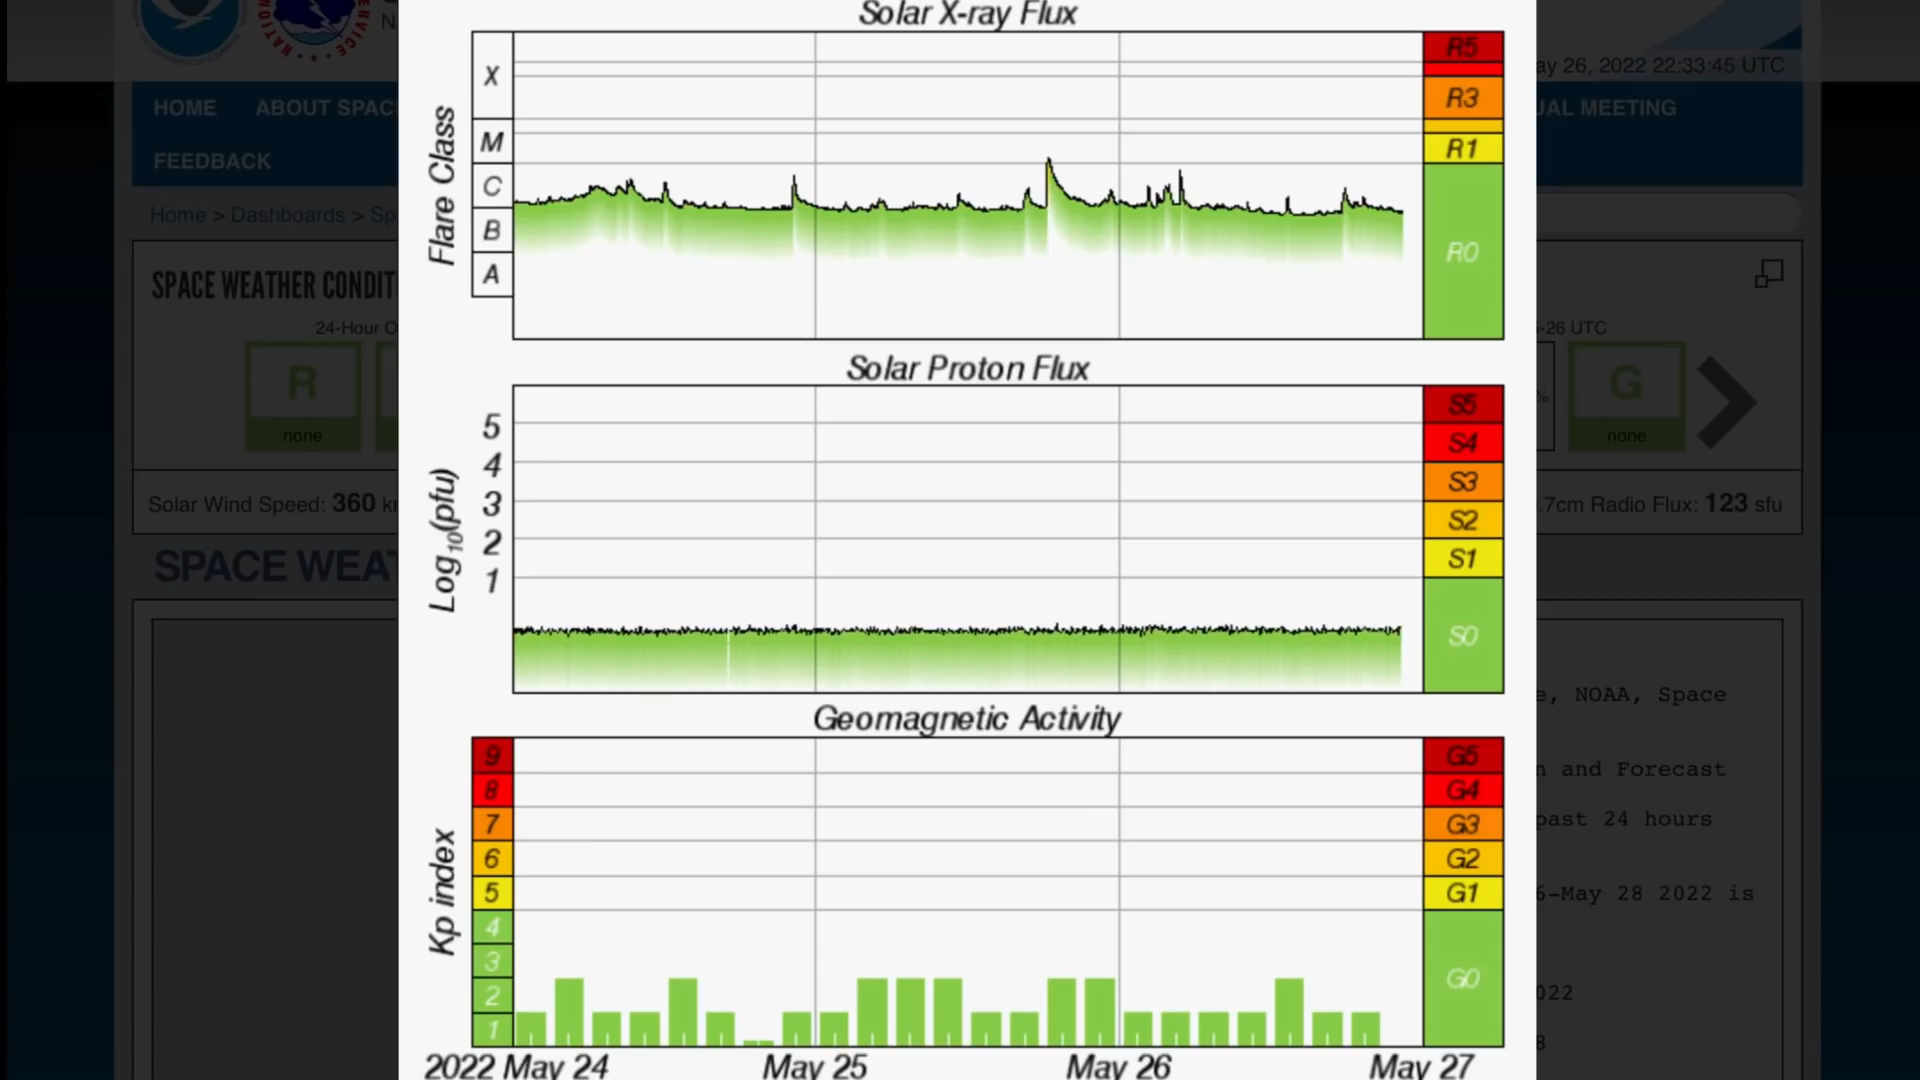 Solar X-ray Flux
X
M
C
B
A
Flare Class
R5
R3
R1
R0
Solar Proton Flux
5
4
3
2
1
Log10(pfu)
S5
S4
S3
S2
S1
S0
Geomagnetic Activity
9
8
7
6
5
4
3
2
1
Kp index
G5
G4
G3
G2
G1
G0
2022 May 24
May 25
May 26
May 27
ay 26, 2022 22:33:45 UTC
HOME
ABOUT SPAC
UAL MEETING
FEEDBACK
Home > Dashboards > Sp
SPACE WEATHER CONDIT
24-Hour O
-26 UTC
R
none
%
G
none
Solar Wind Speed: 360 k
.7cm Radio Flux: 123 sfu
SPACE WEAT
e, NOAA, Space
n and Forecast
past 24 hours
6-May 28 2022 is
022
8